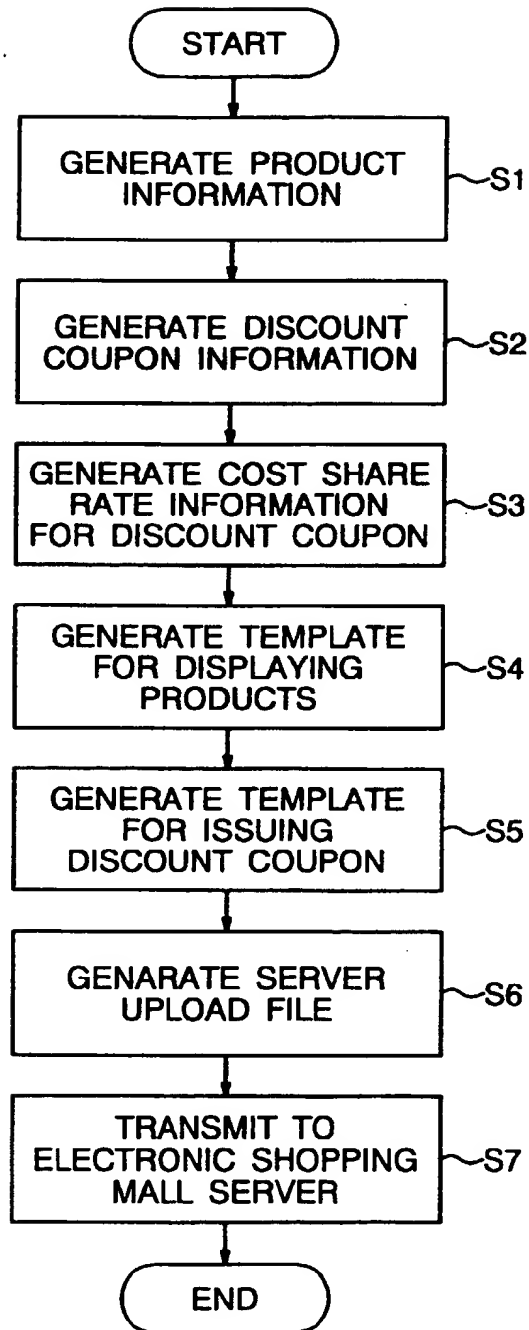 START
GENERATE PRODUCT
INFORMATION
S1
GENERATE DISCOUNT
COUPON INFORMATION
S2
GENERATE COST SHARE
RATE INFORMATION
FOR DISCOUNT COUPON
S3
GENERATE TEMPLATE
FOR DISPLAYING
PRODUCTS
S4
GENERATE TEMPLATE
FOR ISSUING
DISCOUNT COUPON
S5
GENARATE SERVER
UPLOAD FILE
S6
TRANSMIT TO
ELECTRONIC SHOPPING
MALL SERVER
S7
END